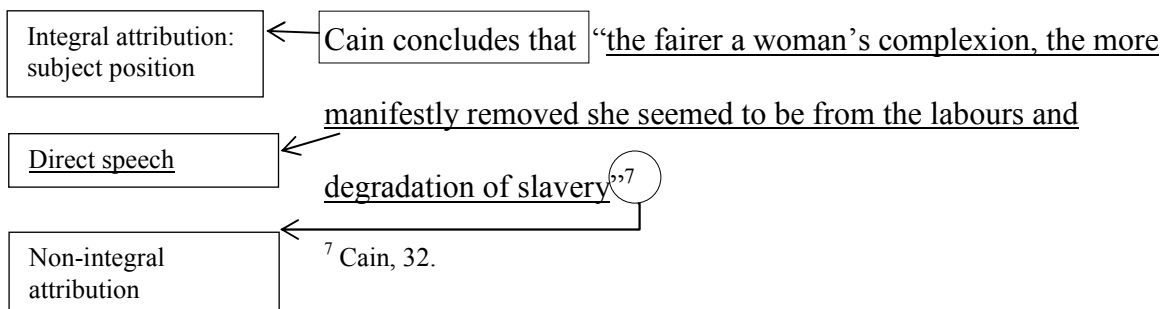 Integral attribution:
subject position
Cain concludes that “the fairer a woman’s complexion, the more
manifestly removed she seemed to be from the labours and
Direct speech
degradation of slavery”⁷
Non-integral
attribution
⁷ Cain, 32.